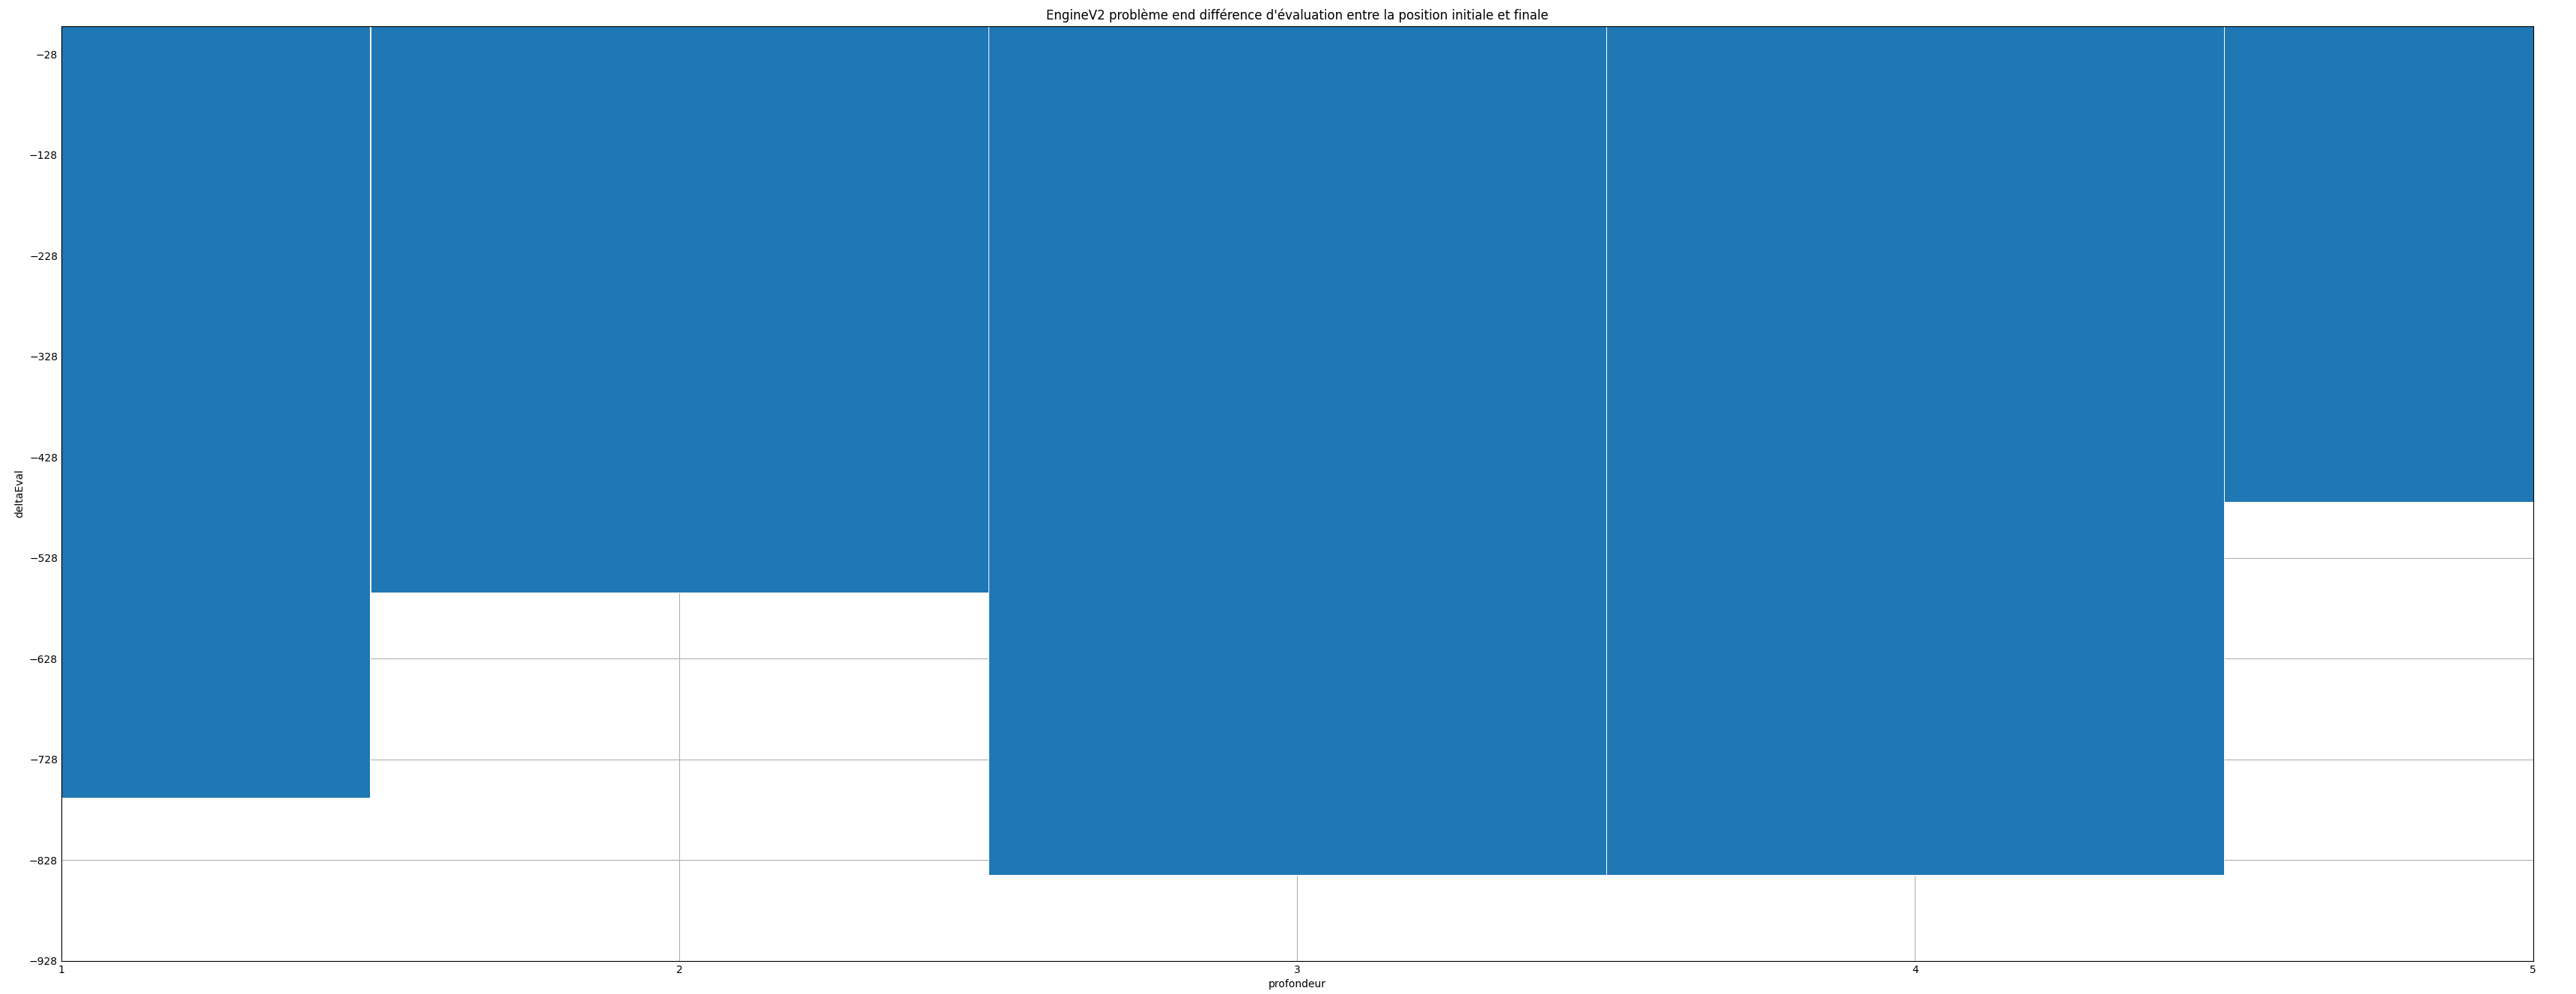 EngineV2 problème end différence d'évaluation entre la position initiale et finale
−28
−128
−228
−328
−428
−528
−628
−728
−828
−928
deltaEval
1 2 3 4 5
profondeur